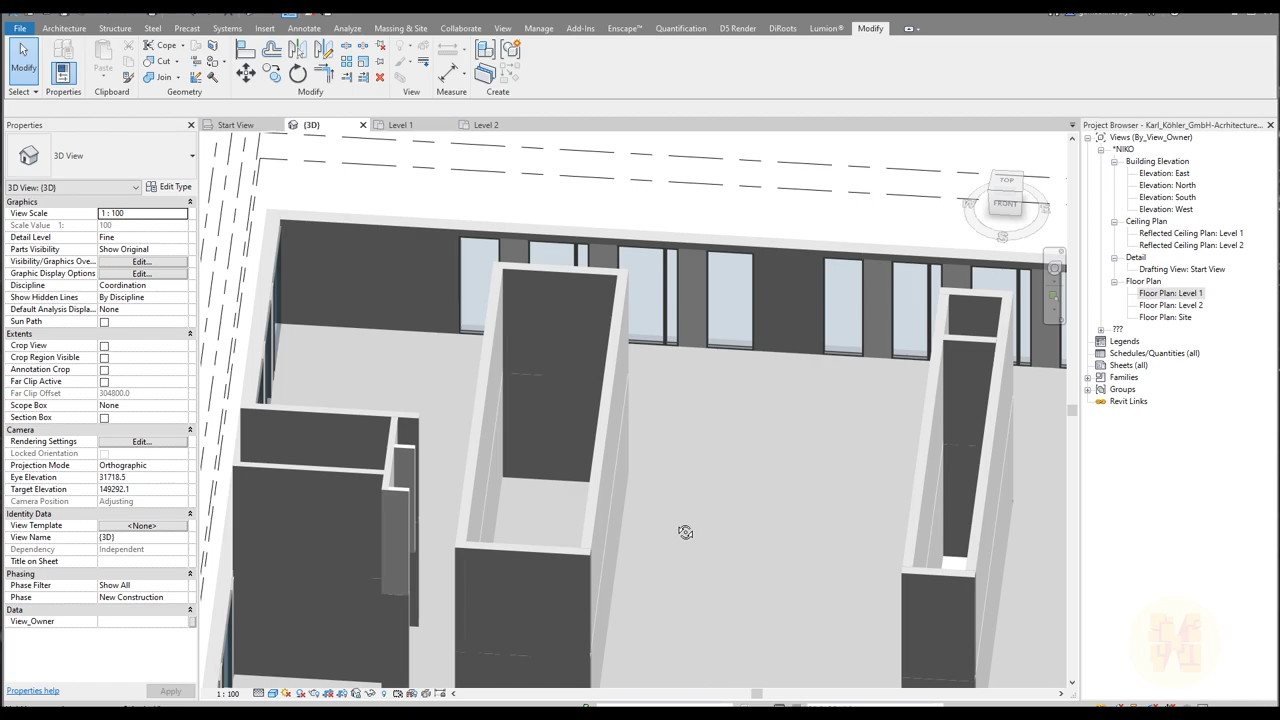 File Architecture Structure Steel Precast Systems Insert Annotate Analyze Massing & Site Collaborate View Manage Add-Ins Enscape™ Quantification D5 Render DiRoots Lumion® Modify
Cope
Cut
Join
Modify Properties Paste
Select Properties Clipboard Geometry Modify View Measure Create
Properties
Start View {3D} Level 1 Level 2
Project Browser - Karl_Köhler_GmbH-Arrhitecture...
3D View
3D View: {3D} Edit Type
Graphics
View Scale 1 : 100
Scale Value 1: 100
Detail Level Fine
Parts Visibility Show Original
Visibility/Graphics Ove... Edit...
Graphic Display Options Edit...
Discipline Coordination
Show Hidden Lines By Discipline
Default Analysis Displa... None
Sun Path
Extents
Crop View
Crop Region Visible
Annotation Crop
Far Clip Active
Far Clip Offset 304800.0
Scope Box None
Section Box
Camera
Rendering Settings Edit...
Locked Orientation
Projection Mode Orthographic
Eye Elevation 31718.5
Target Elevation 149292.1
Camera Position Adjusting
Identity Data
View Template <None>
View Name {3D}
Dependency Independent
Title on Sheet
Phasing
Phase Filter Show All
Phase New Construction
Data
View_Owner
Properties help Apply
TOP
FRONT
S
1 : 100
Views (By_View_Owner)
*NIKO
Building Elevation
Elevation: East
Elevation: North
Elevation: South
Elevation: West
Ceiling Plan
Reflected Ceiling Plan: Level 1
Reflected Ceiling Plan: Level 2
Detail
Drafting View: Start View
Floor Plan
Floor Plan: Level 1
Floor Plan: Level 2
Floor Plan: Site
???
Legends
Schedules/Quantities (all)
Sheets (all)
Families
Groups
Revit Links